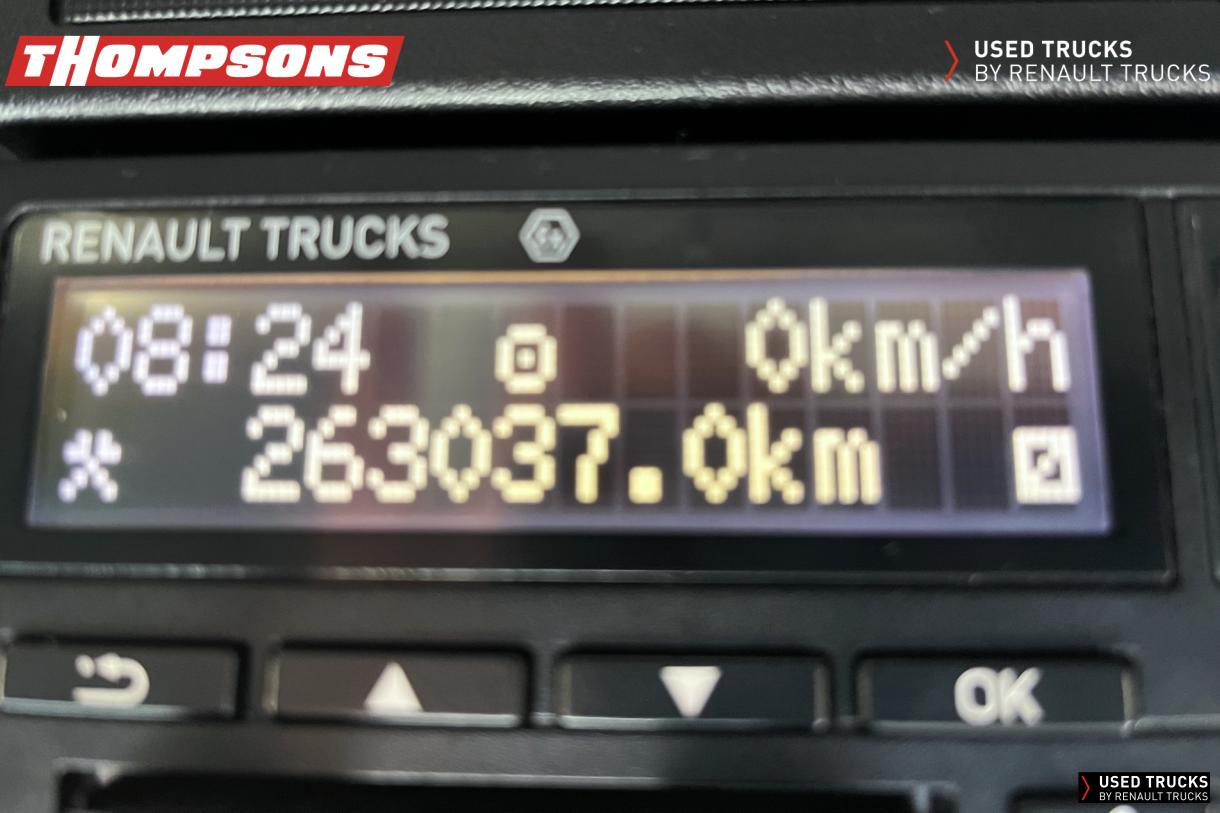 THOMPSONS
USED TRUCKS
BY RENAULT TRUCKS
RENAULT TRUCKS
08:24 0km/h
263037.0km
OK
USED TRUCKS
BY RENAULT TRUCKS